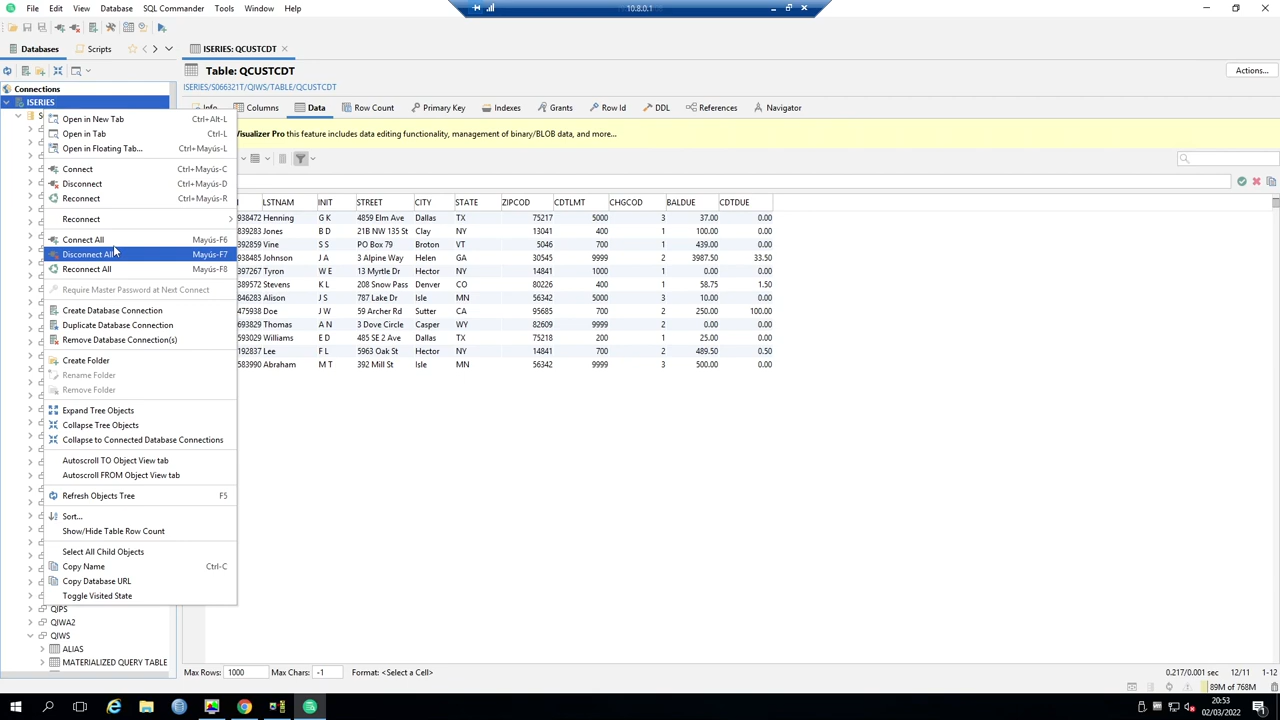 File Edit View Database SQL Commander Tools Window Help
10.8.0.1
Databases Scripts
ISERIES: QCUSTCDT
Table: QCUSTCDT
Actions...
ISERIES/S066321T/QIWS/TABLE/QCUSTCDT
Connections
ISERIES
Info Columns Data Row Count Primary Key Indexes Grants Row Id DDL References Navigator
Visualizer Pro this feature includes data editing functionality, management of binary/BLOB data, and more...
Open in New Tab Ctrl+Alt-L
Open in Tab Ctrl-L
Open in Floating Tab... Ctrl+Mayús-L
Connect Ctrl+Mayús-C
Disconnect Ctrl+Mayús-D
Reconnect Ctrl+Mayús-R
Reconnect
Connect All Mayús-F6
Disconnect All Mayús-F7
Reconnect All Mayús-F8
Require Master Password at Next Connect
Create Database Connection
Duplicate Database Connection
Remove Database Connection(s)
Create Folder
Rename Folder
Remove Folder
Expand Tree Objects
Collapse Tree Objects
Collapse to Connected Database Connections
Autoscroll TO Object View tab
Autoscroll FROM Object View tab
Refresh Objects Tree F5
Sort...
Show/Hide Table Row Count
Select All Child Objects
Copy Name Ctrl-C
Copy Database URL
Toggle Visited State
QIPS
QIWA2
QIWS
ALIAS
MATERIALIZED QUERY TABLE
LSTNAM INIT STREET CITY STATE ZIPCOD CDTLMT CHGCOD BALDUE CDTDUE
938472 Henning G K 4859 Elm Ave Dallas TX 75217 5000 3 37.00 0.00
839283 Jones B D 21B NW 135 St Clay NY 13041 400 1 100.00 0.00
392859 Vine S S PO Box 79 Broton VT 5046 700 1 439.00 0.00
938485 Johnson J A 3 Alpine Way Helen GA 30545 9999 2 3987.50 33.50
397267 Tyron W E 13 Myrtle Dr Hector NY 14841 1000 1 0.00 0.00
389572 Stevens K L 208 Snow Pass Denver CO 80226 400 1 58.75 1.50
846283 Alison J S 787 Lake Dr Isle MN 56342 5000 3 10.00 0.00
475938 Doe J W 59 Archer Rd Sutter CA 95685 700 2 250.00 100.00
693829 Thomas A N 3 Dove Circle Casper WY 82609 9999 2 0.00 0.00
593029 Williams E D 485 SE 2 Ave Dallas TX 75218 200 1 25.00 0.00
192837 Lee F L 5963 Oak St Hector NY 14841 700 2 489.50 0.50
583990 Abraham M T 392 Mill St Isle MN 56342 9999 3 500.00 0.00
Max Rows: 1000 Max Chars: -1 Format: <Select a Cell>
0.217/0.001 sec 12/11 1-12
89M of 768M
20:53
02/03/2022